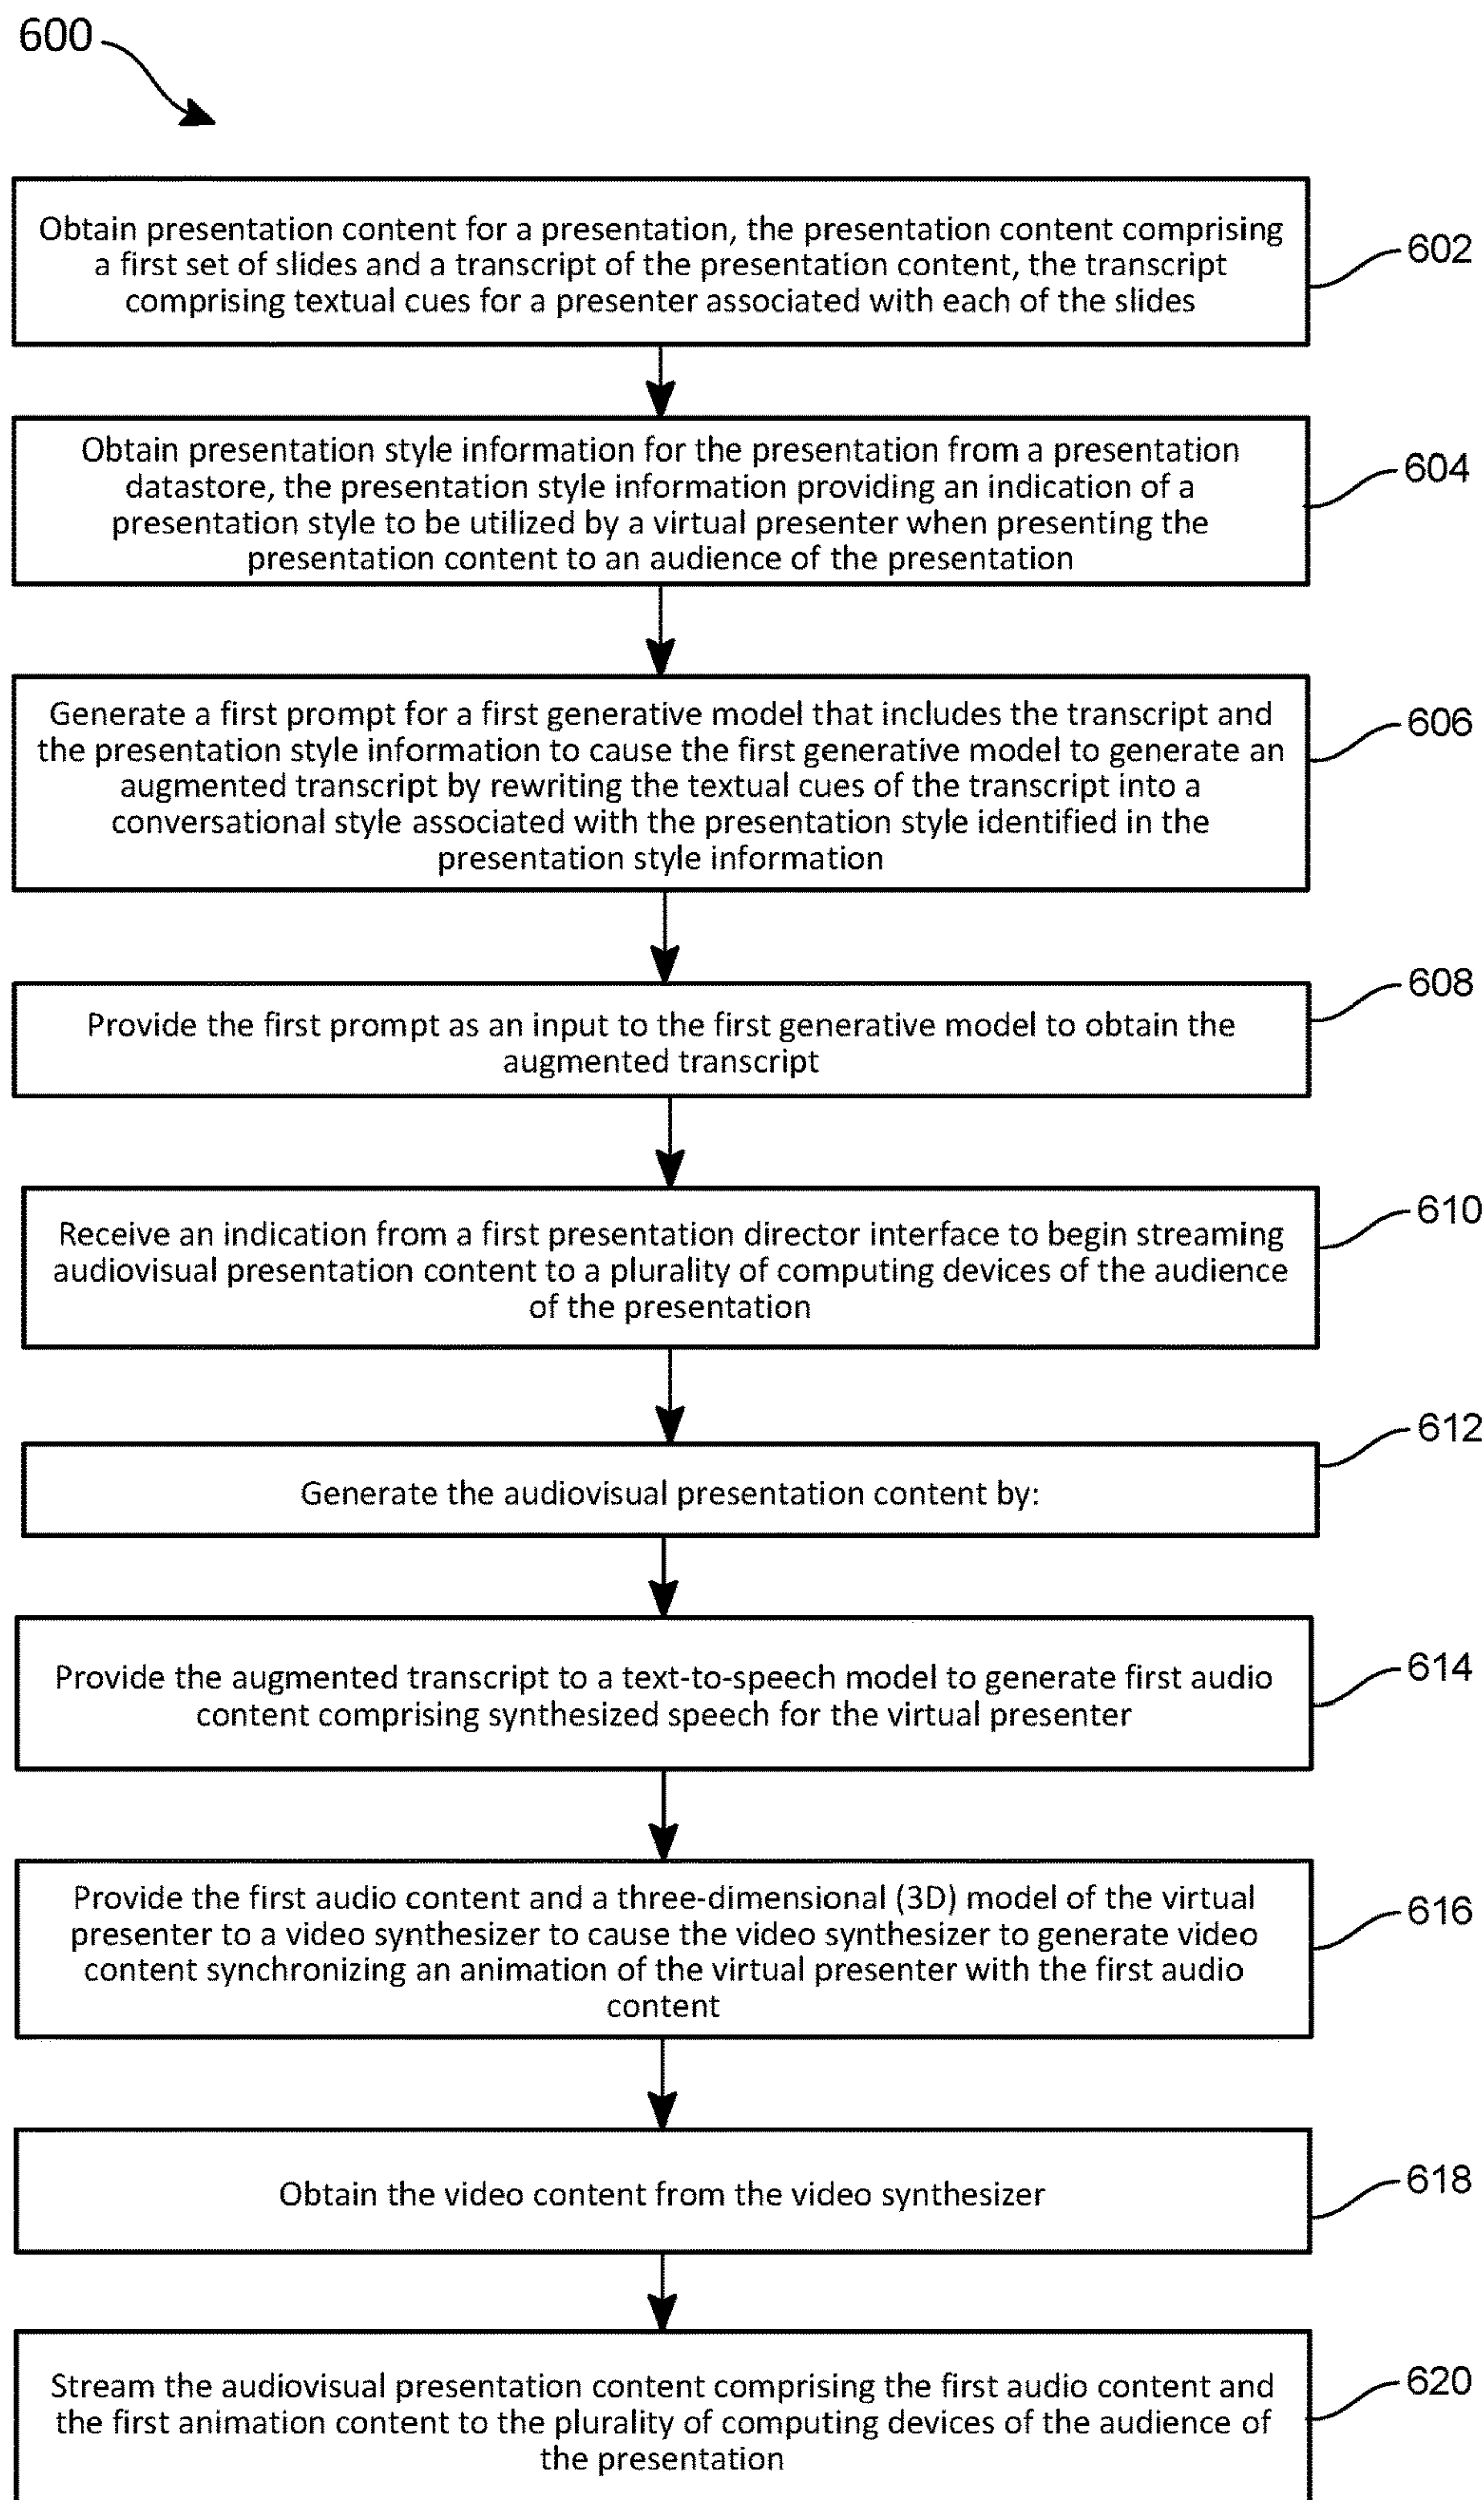 600
Obtain presentation content for a presentation, the presentation content comprising
a first set of slides and a transcript of the presentation content, the transcript
comprising textual cues for a presenter associated with each of the slides
602
Obtain presentation style information for the presentation from a presentation
datastore, the presentation style information providing an indication of a
presentation style to be utilized by a virtual presenter when presenting the
presentation content to an audience of the presentation
604
Generate a first prompt for a first generative model that includes the transcript and
the presentation style information to cause the first generative model to generate an
augmented transcript by rewriting the textual cues of the transcript into a
conversational style associated with the presentation style identified in the
presentation style information
606
Provide the first prompt as an input to the first generative model to obtain the
augmented transcript
608
Receive an indication from a first presentation director interface to begin streaming
audiovisual presentation content to a plurality of computing devices of the audience
of the presentation
610
Generate the audiovisual presentation content by:
612
Provide the augmented transcript to a text-to-speech model to generate first audio
content comprising synthesized speech for the virtual presenter
614
Provide the first audio content and a three-dimensional (3D) model of the virtual
presenter to a video synthesizer to cause the video synthesizer to generate video
content synchronizing an animation of the virtual presenter with the first audio
content
616
Obtain the video content from the video synthesizer
618
Stream the audiovisual presentation content comprising the first audio content and
the first animation content to the plurality of computing devices of the audience of
the presentation
620